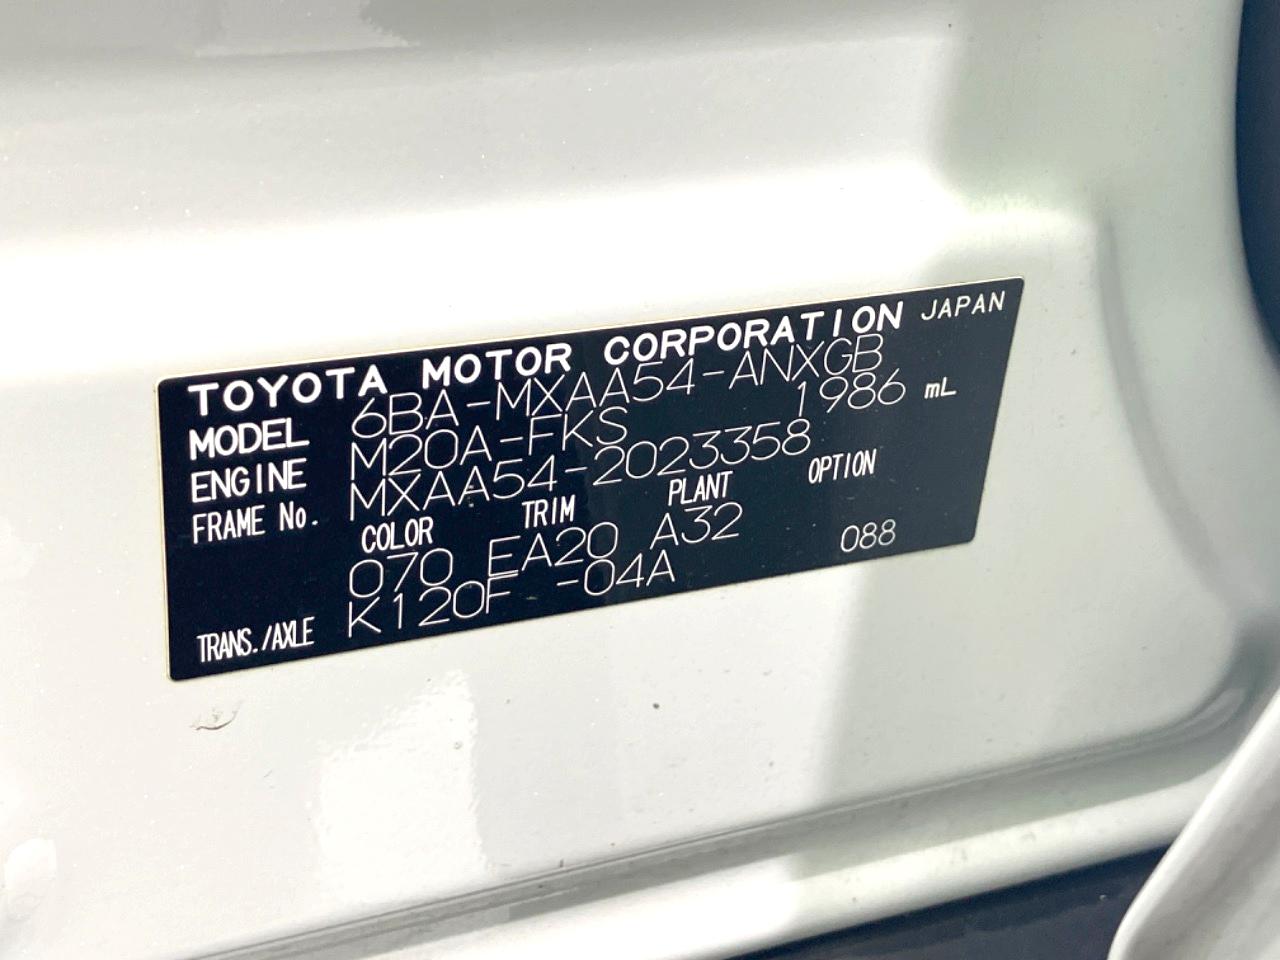 TOYOTA MOTOR CORPORATION JAPAN
MODEL 6BA-MXAA54-ANXGB
ENGINE M20A-FKS 1986 mL
FRAME No. MXAA54-2023358
COLOR TRIM PLANT OPTION
070 EA20 A32
TRANS./AXLE K120F -04A 088